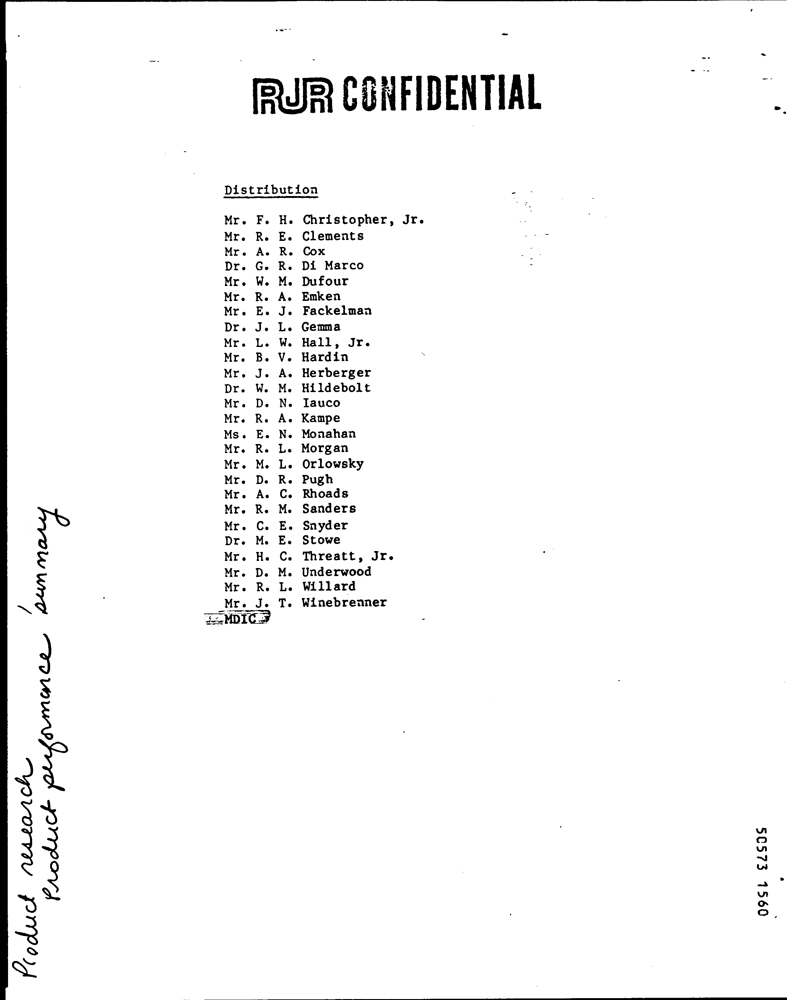 RJR CONFIDENTIAL
Distribution
Mr. F. H. Christopher, Jr.
Mr. R. E. Clements
Mr. A. R. Cox
Dr. G. R. Di Marco
Mr. W. M. Dufour
Mr. R. A. Emken
Mr. E. J. Fackelman
Dr. J. L. Gemma
Mr. L. W. Hall, Jr.
Mr. B. V. Hardin
Mr. J. A. Herberger
Dr. W. M. Hildebolt
Mr. D. N. Iauco
Mr. R. A. Kampe
Ms. E. N. Monahan
Mr. R. L. Morgan
Mr. M. L. Orlowsky
Mr. D. R. Pugh
Mr. A. C. Rhoads
Mr. R. M. Sanders
Mr. C. E. Snyder
Dr. M. E. Stowe
Mr. H. C. Threatt, Jr.
Mr. D. M. Underwood
Mr. R. L. Willard
Mr. J. T. Winebrenner
MDIC
Product research
Product performance summary
50573 1560